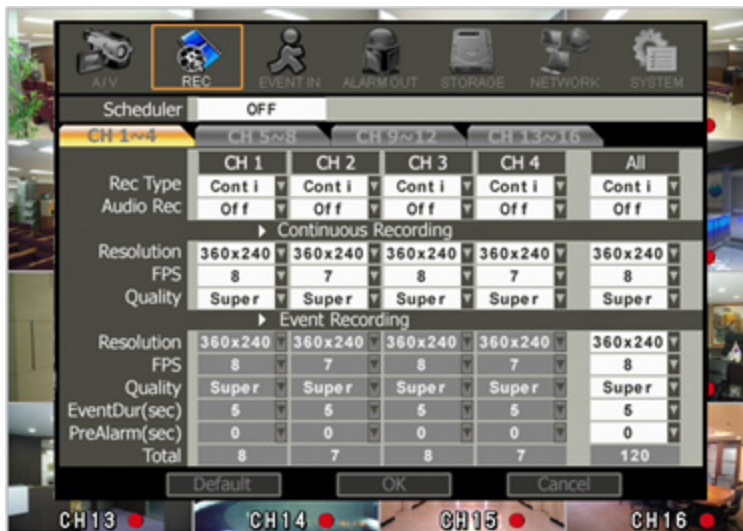 A/V REC EVENT IN ALARM OUT STORAGE NETWORK SYSTEM
Scheduler OFF
CH 1~4 CH 5~8 CH 9~12 CH 13~16
CH 1 CH 2 CH 3 CH 4 All
Rec Type Conti Conti Conti Conti Conti
Audio Rec Off Off Off Off Off
Continuous Recording
Resolution 360x240 360x240 360x240 360x240 360x240
FPS 8 7 8 7 8
Quality Super Super Super Super Super
Event Recording
Resolution 360x240 360x240 360x240 360x240 360x240
FPS 8 7 8 7 8
Quality Super Super Super Super Super
EventDur(sec) 5 5 5 5 5
PreAlarm(sec) 0 0 0 0 0
Total 8 7 8 7 120
Default OK Cancel
CH13 CH14 CH15 CH16